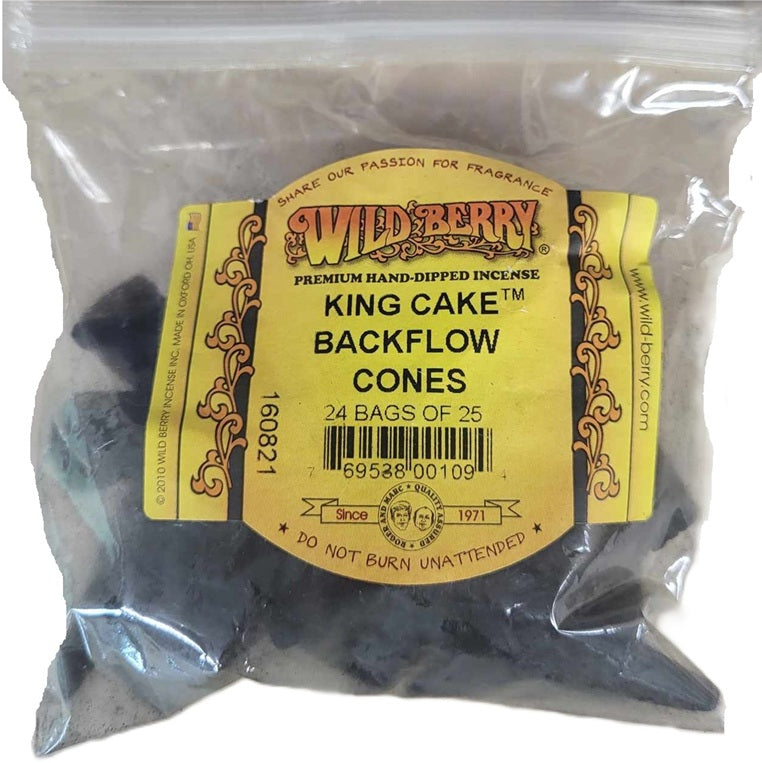 SHARE OUR PASSION FOR FRAGRANCE
WILD BERRY®
PREMIUM HAND-DIPPED INCENSE
KING CAKE™
BACKFLOW
CONES
24 BAGS OF 25
160821
7 69538 00109 4
ROGER AND MARC ★ QUALITY ASSURED ★
Since 1971
★ DO NOT BURN UNATTENDED ★
© 2010 WILD BERRY INCENSE INC. MADE IN OXFORD OH, USA
www.wild-berry.com